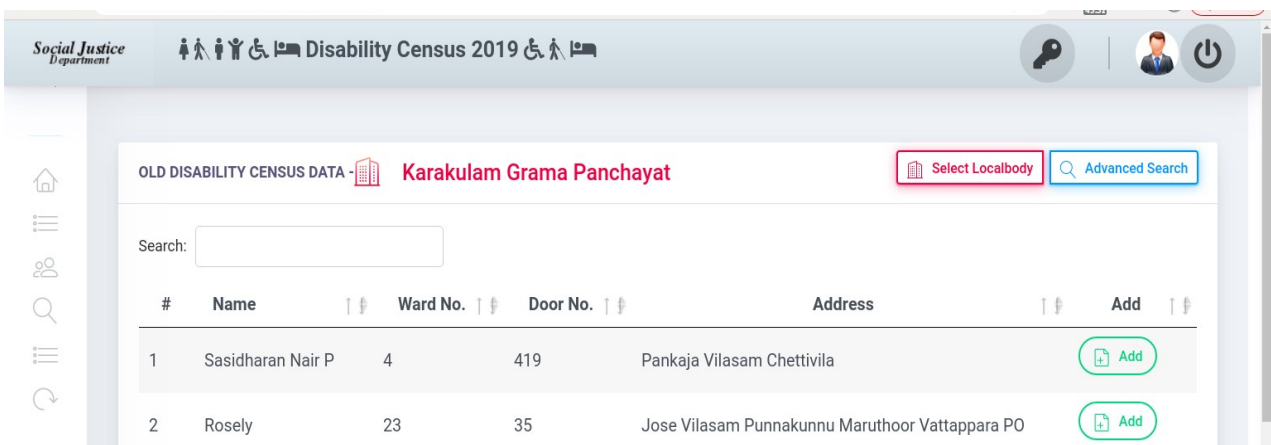 Social Justice
Department
Disability Census 2019
OLD DISABILITY CENSUS DATA - Karakulam Grama Panchayat
Select Localbody
Advanced Search
Search:
# Name Ward No. Door No. Address Add
1 Sasidharan Nair P 4 419 Pankaja Vilasam Chettivila Add
2 Rosely 23 35 Jose Vilasam Punnakunnu Maruthoor Vattappara PO Add